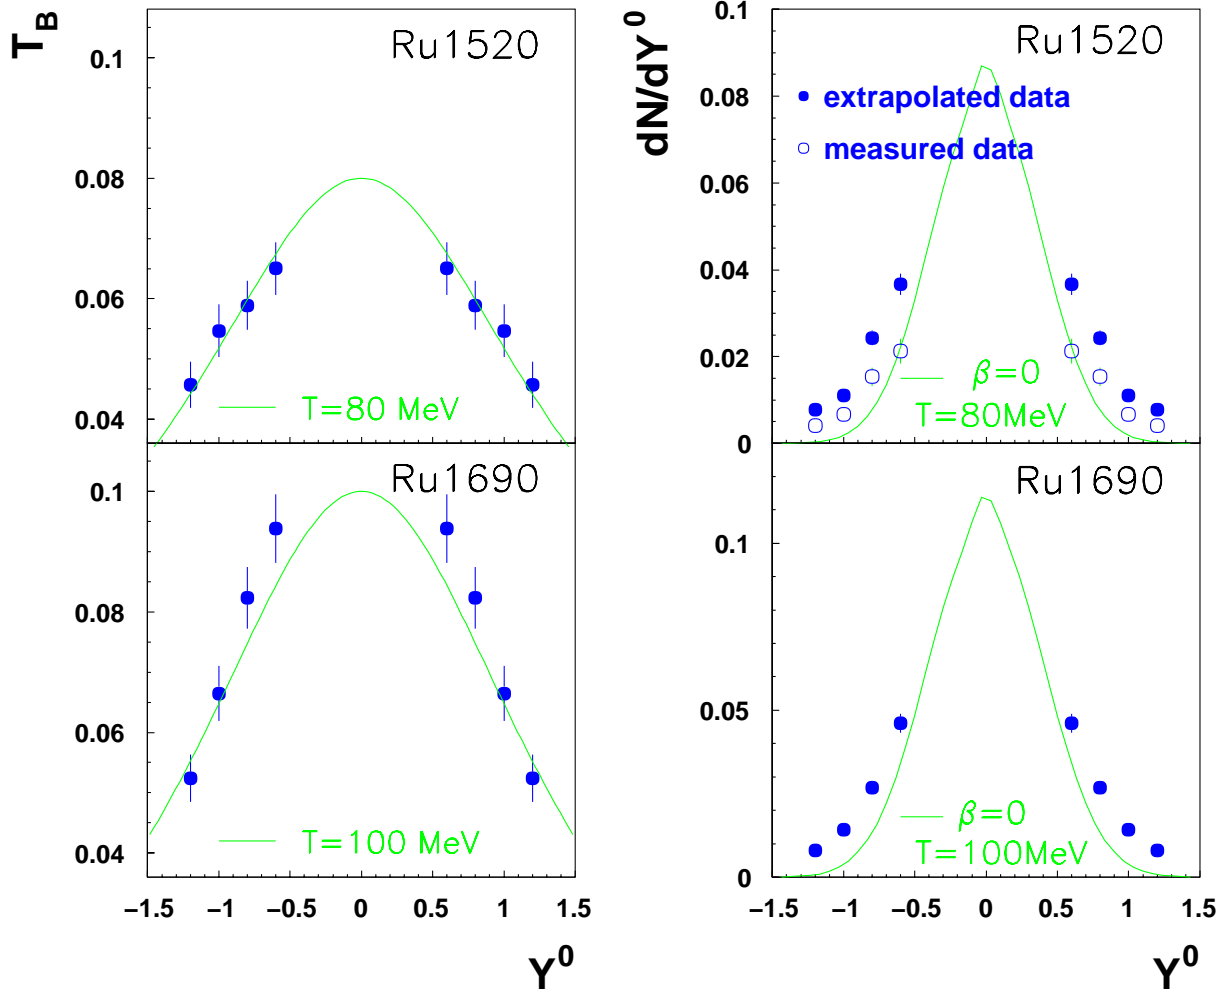 T_B
Ru1520
0.1
0.08
0.06
0.04
T=80 MeV
Ru1690
0.1
0.08
0.06
0.04
T=100 MeV
−1.5 −1 −0.5 0 0.5 1 1.5
Y^0
dN/dY^0
Ru1520
0.1
0.08
0.06
0.04
0.02
0
extrapolated data
measured data
β=0
T=80MeV
Ru1690
0.1
0.05
0
β=0
T=100MeV
−1.5 −1 −0.5 0 0.5 1 1.5
Y^0